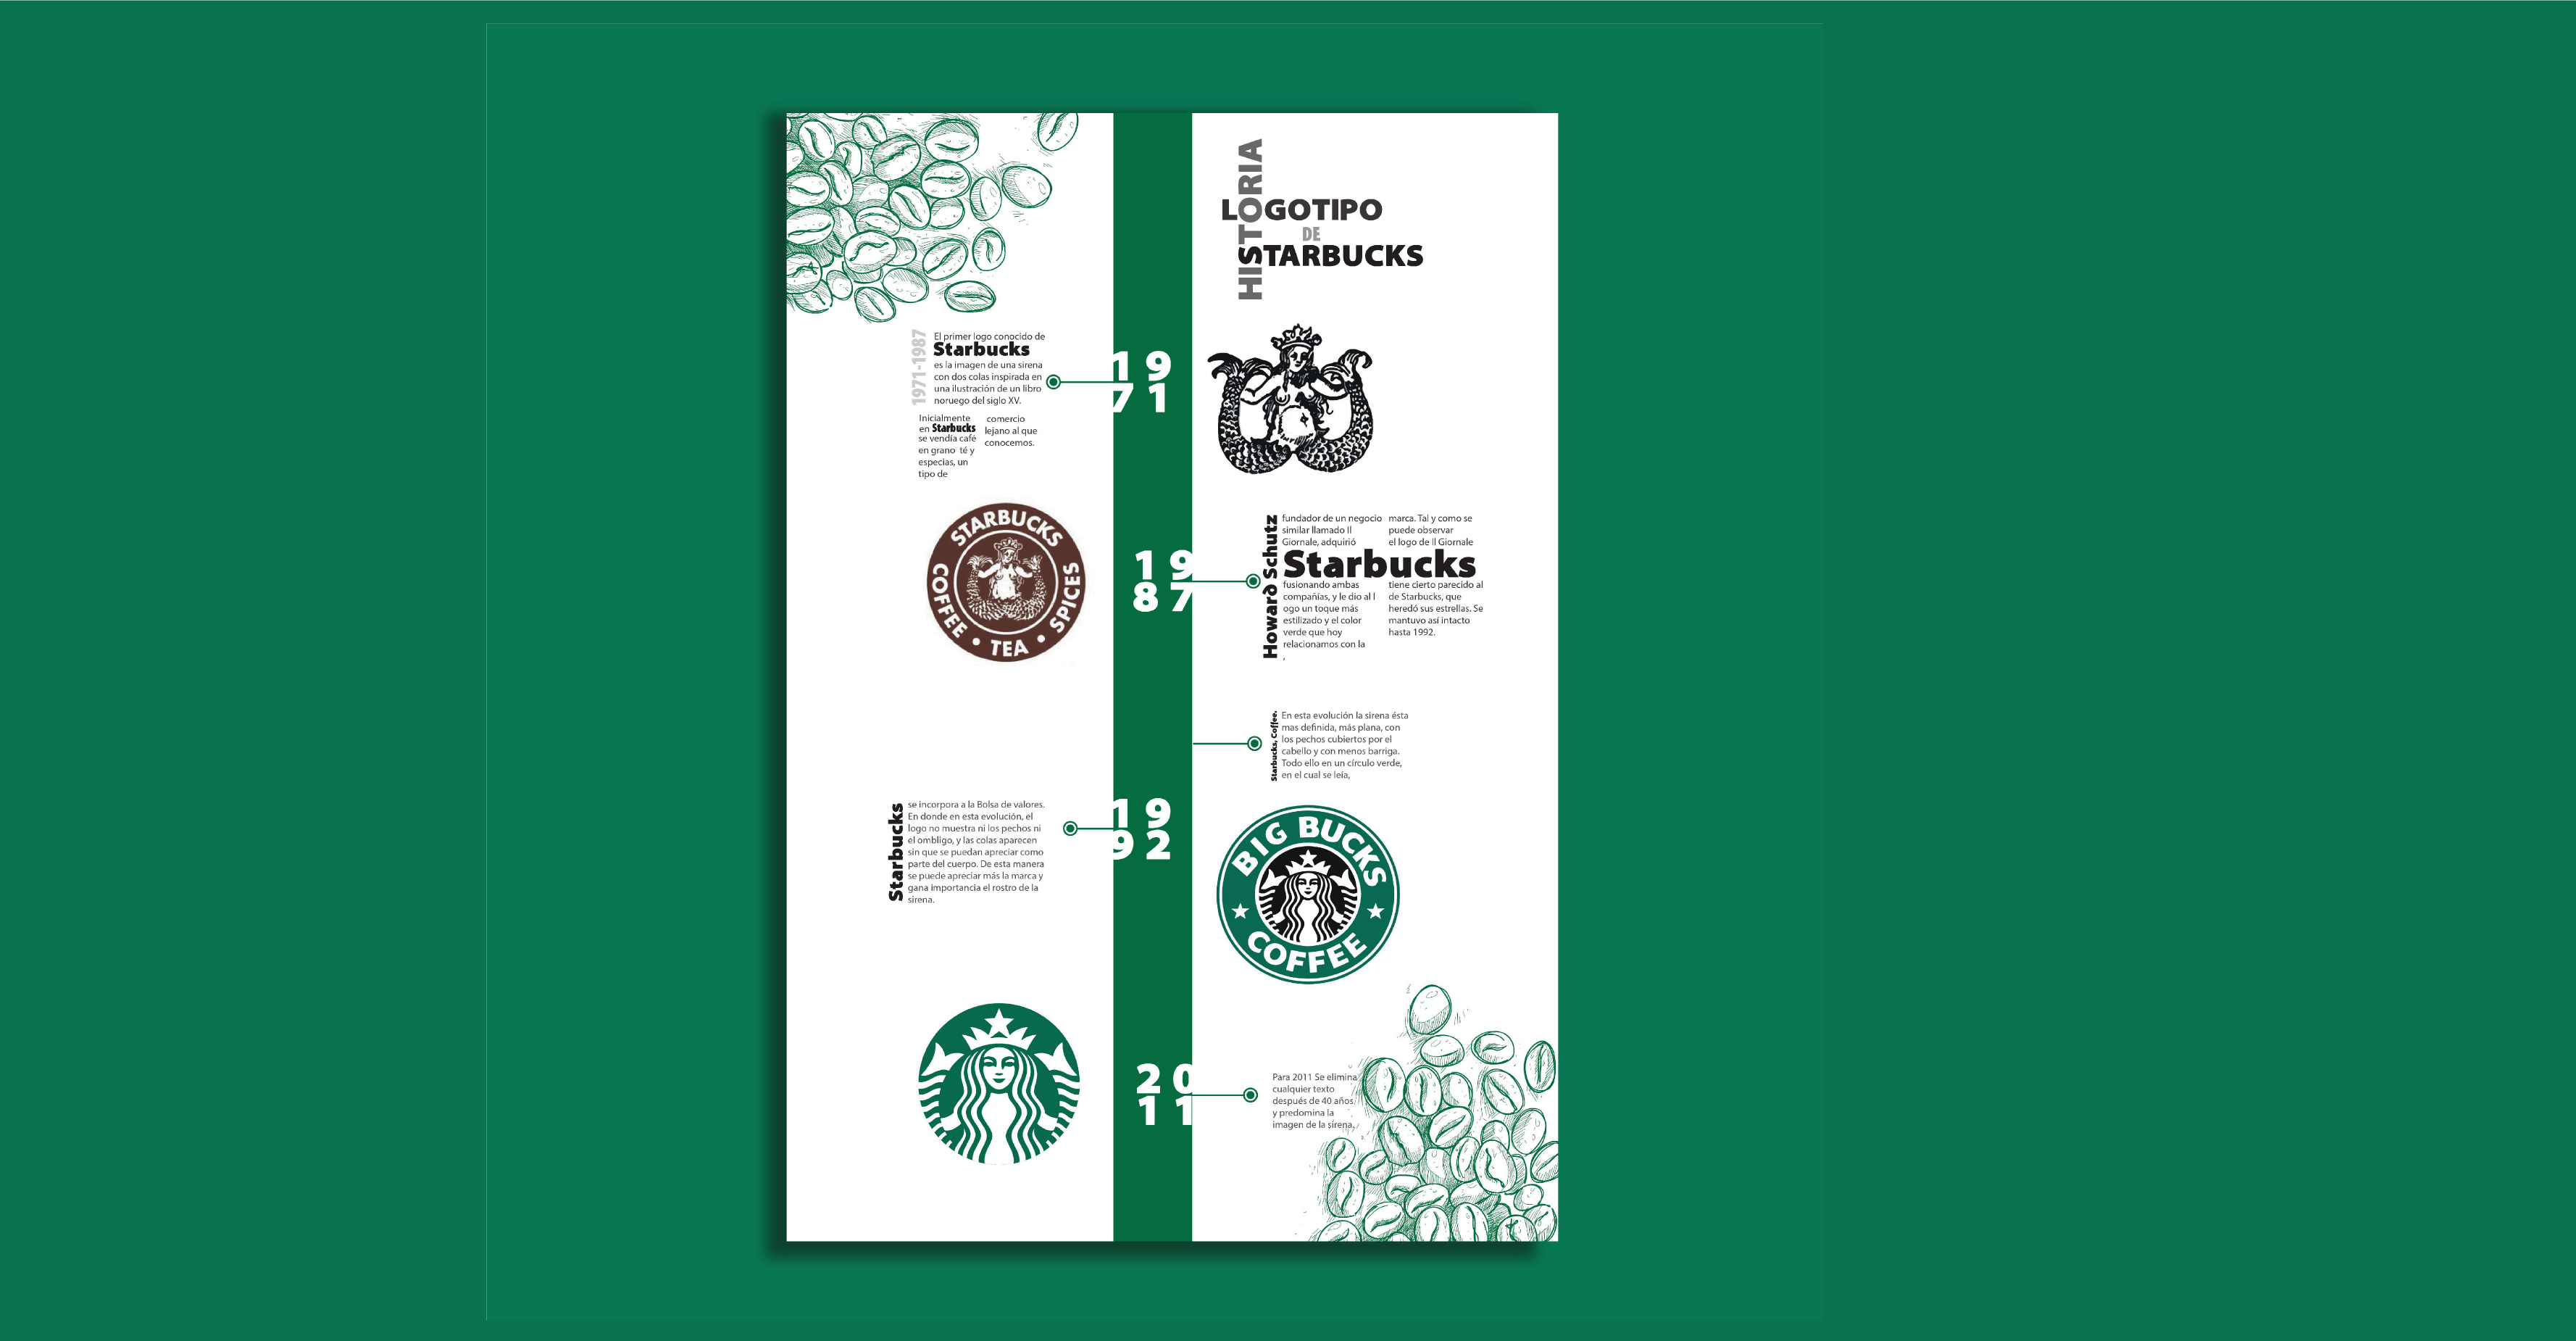 HISTORIA
LOGOTIPO
DE
STARBUCKS
1971-1987
El primer logo conocido de
Starbucks
es la imagen de una sirena
con dos colas inspirada en
una ilustración de un libro
noruego del siglo XV.
Inicialmente
en Starbucks
se vendía café
en grano té y
especias, un
tipo de
comercio
lejano al que
conocemos.
19
71
STARBUCKS
COFFEE • TEA • SPICES
19
87
Howard Schutz
fundador de un negocio
similar llamado Il
Giornale, adquirió
marca. Tal y como se
puede observar
el logo de Il Giornale
Starbucks
fusionando ambas
compañías, y le dio al l
ogo un toque más
estilizado y el color
verde que hoy
relacionamos con la
,
tiene cierto parecido al
de Starbucks, que
heredó sus estrellas. Se
mantuvo así intacto
hasta 1992.
Starbucks, Coffee.
En esta evolución la sirena ésta
mas definida, más plana, con
los pechos cubiertos por el
cabello y con menos barriga.
Todo ello en un círculo verde,
en el cual se leía,
Starbucks
se incorpora a la Bolsa de valores.
En donde en esta evolución, el
logo no muestra ni los pechos ni
el ombligo, y las colas aparecen
sin que se puedan apreciar como
parte del cuerpo. De esta manera
se puede apreciar más la marca y
gana importancia el rostro de la
sirena.
19
92
BIG BUCKS
COFFEE
20
11
Para 2011 Se elimina
cualquier texto
después de 40 años
y predomina la
imagen de la sirena.